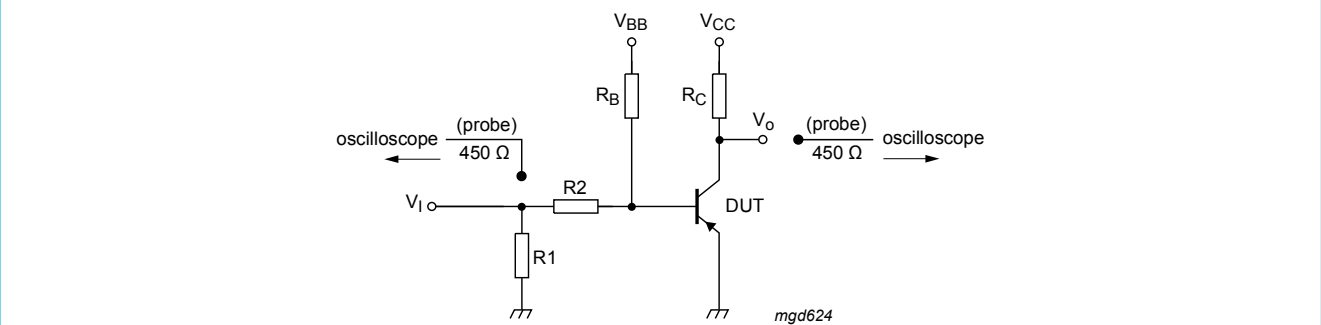 VBB
VCC
RB
RC
Vo
(probe)
oscilloscope
450 Ω
(probe)
oscilloscope
450 Ω
R2
VI
DUT
R1
mgd624